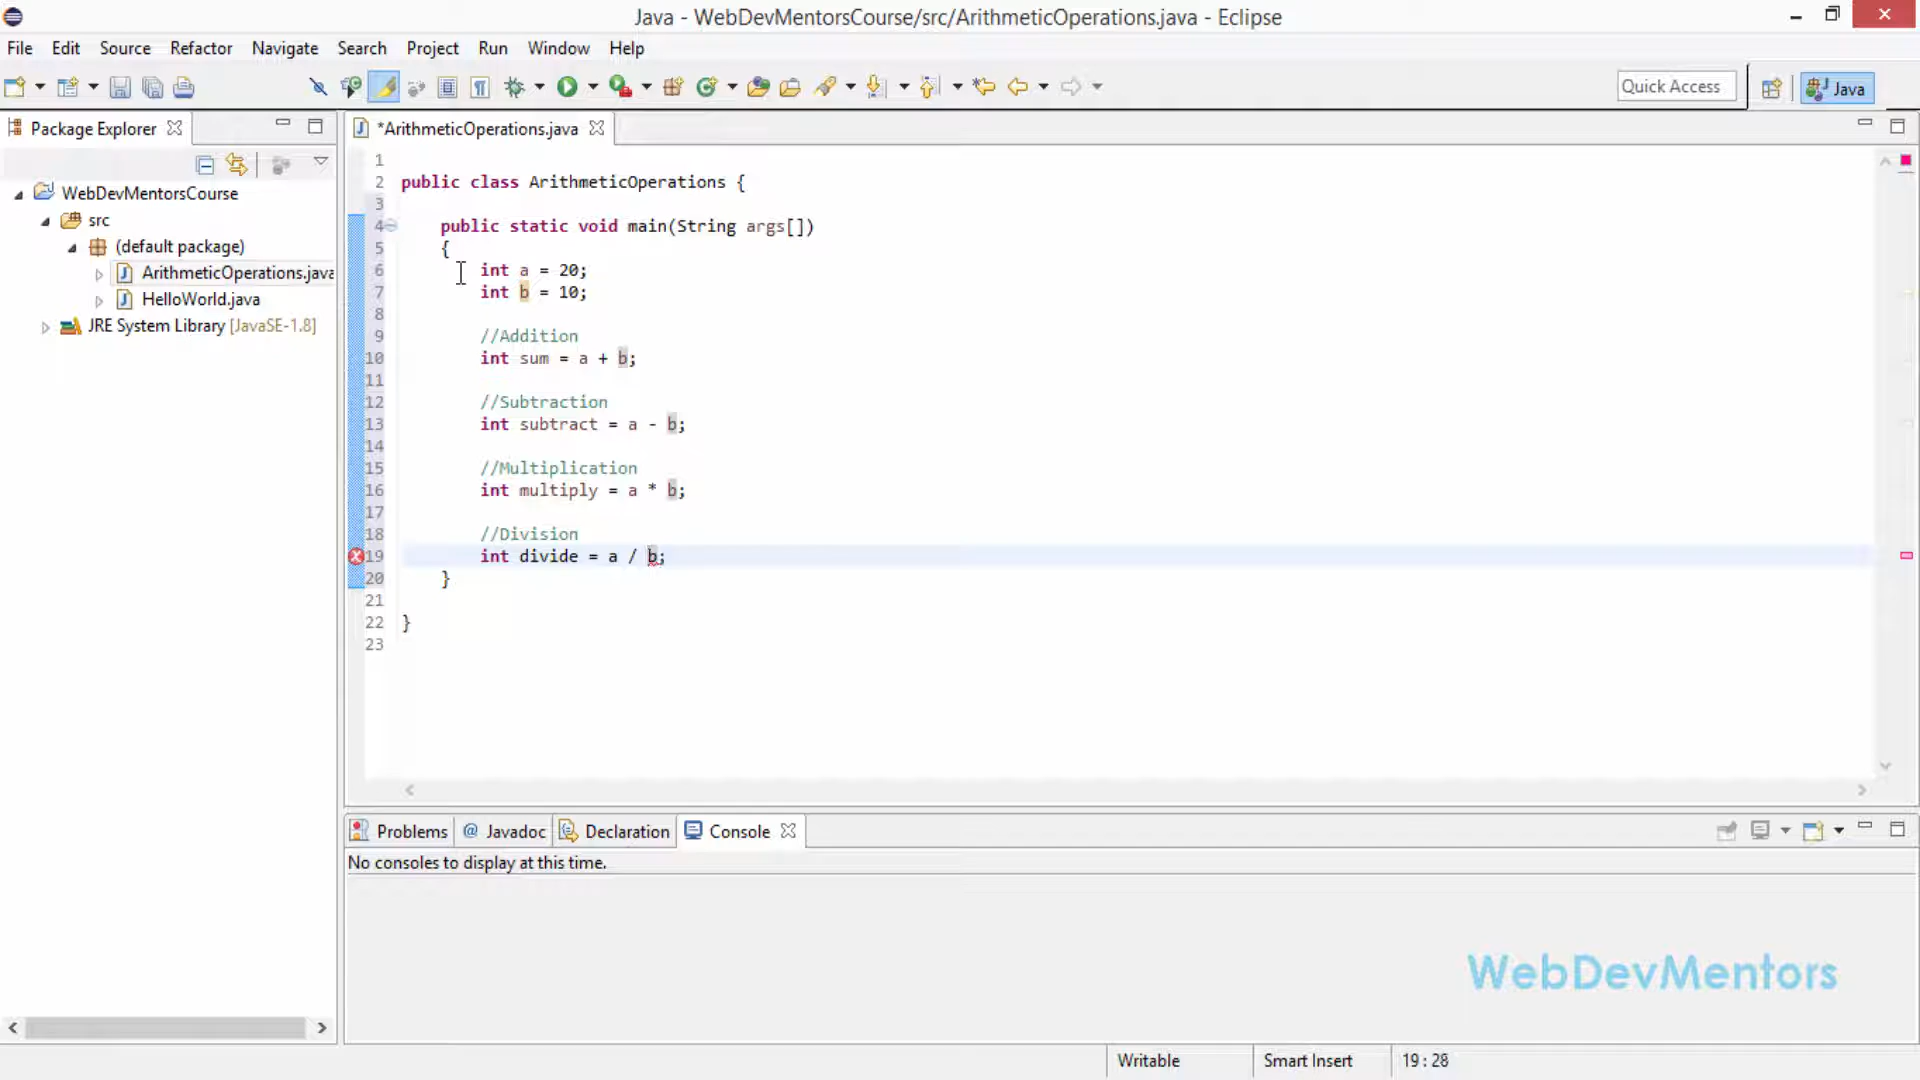 Java - WebDevMentorsCourse/src/ArithmeticOperations.java - Eclipse
File Edit Source Refactor Navigate Search Project Run Window Help
Quick Access
Java
Package Explorer
*ArithmeticOperations.java
WebDevMentorsCourse
src
(default package)
ArithmeticOperations.java
HelloWorld.java
JRE System Library [JavaSE-1.8]
1
2 public class ArithmeticOperations {
3
4 public static void main(String args[])
5 {
6 int a = 20;
7 int b = 10;
8
9 //Addition
10 int sum = a + b;
11
12 //Subtraction
13 int subtract = a - b;
14
15 //Multiplication
16 int multiply = a * b;
17
18 //Division
19 int divide = a / b;
20 }
21
22 }
23
Problems @ Javadoc Declaration Console
No consoles to display at this time.
WebDevMentors
Writable Smart Insert 19 : 28